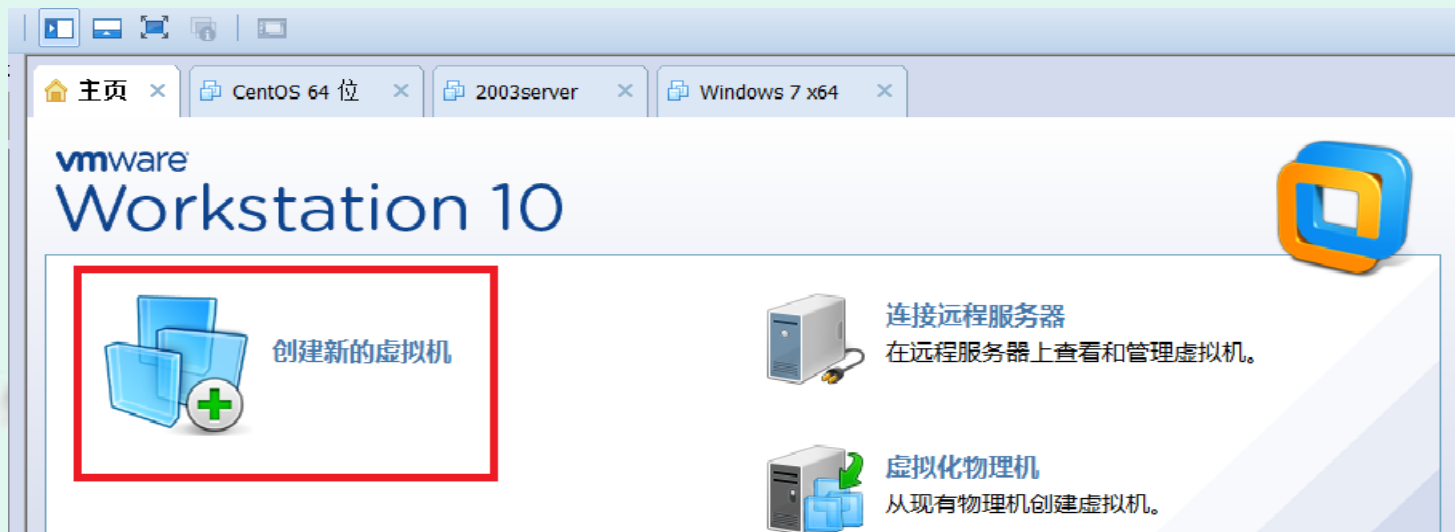 主页
CentOS 64 位
2003server
Windows 7 x64
vmware
Workstation 10
创建新的虚拟机
连接远程服务器
在远程服务器上查看和管理虚拟机。
虚拟化物理机
从现有物理机创建虚拟机。